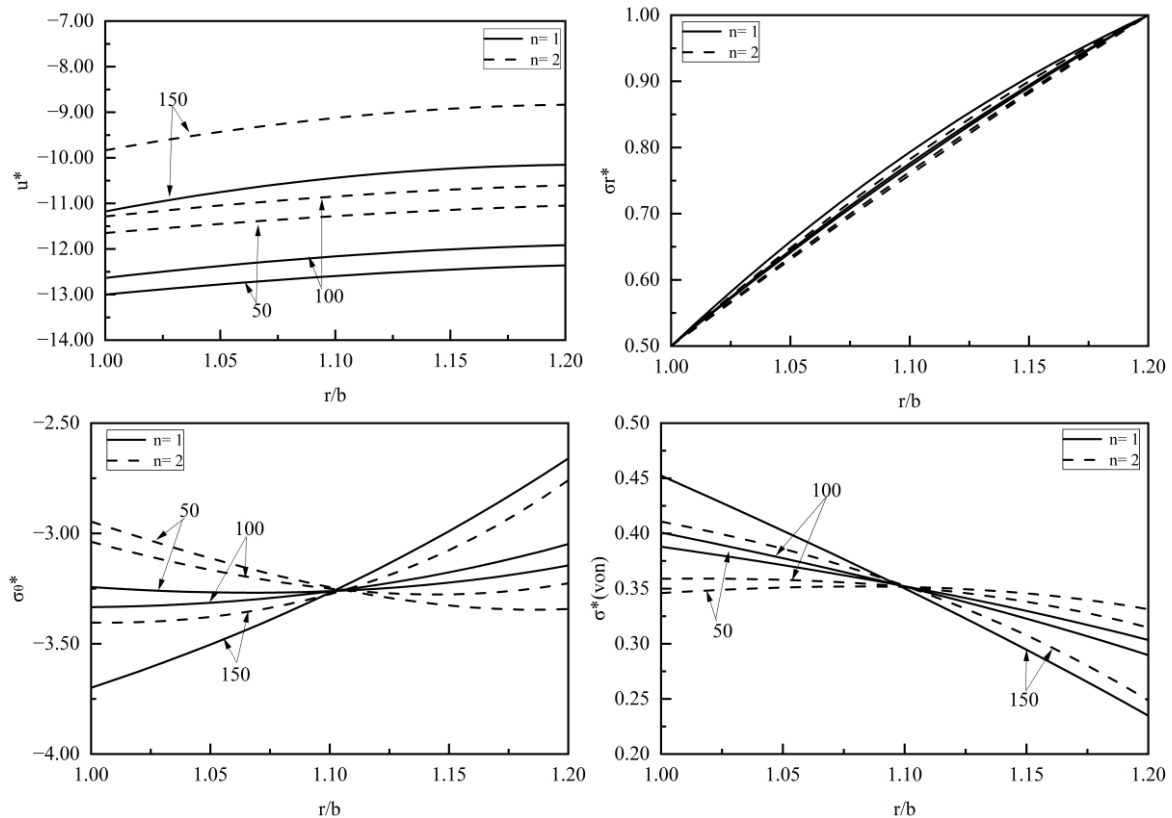 −7.00
−8.00
−9.00
−10.00
−11.00
−12.00
−13.00
−14.00
u*
n= 1
n= 2
150
50
100
1.00 1.05 1.10 1.15 1.20
r/b
1.00
0.90
0.80
0.70
0.60
0.50
σr*
n= 1
n= 2
1.00 1.05 1.10 1.15 1.20
r/b
−2.50
−3.00
−3.50
−4.00
σθ*
n= 1
n= 2
50
100
150
1.00 1.05 1.10 1.15 1.20
r/b
0.50
0.45
0.40
0.35
0.30
0.25
0.20
σ*(von)
n= 1
n= 2
100
50
150
1.00 1.05 1.10 1.15 1.20
r/b